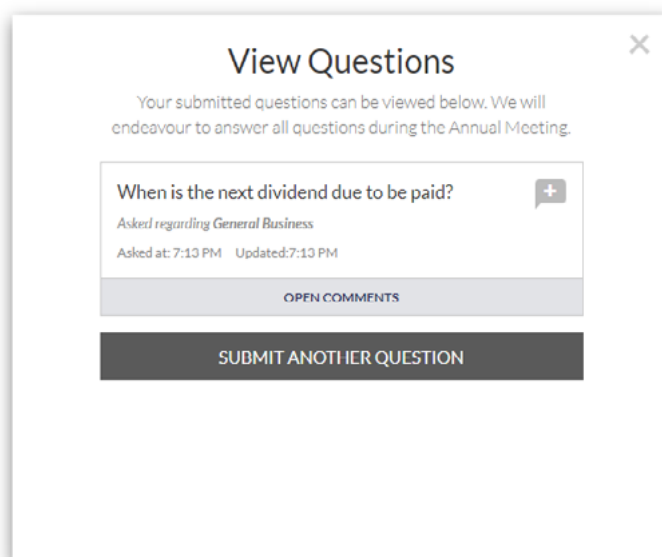 View Questions
Your submitted questions can be viewed below. We will
endeavour to answer all questions during the Annual Meeting.
When is the next dividend due to be paid?
Asked regarding General Business
Asked at: 7:13 PM Updated:7:13 PM
OPEN COMMENTS
SUBMIT ANOTHER QUESTION